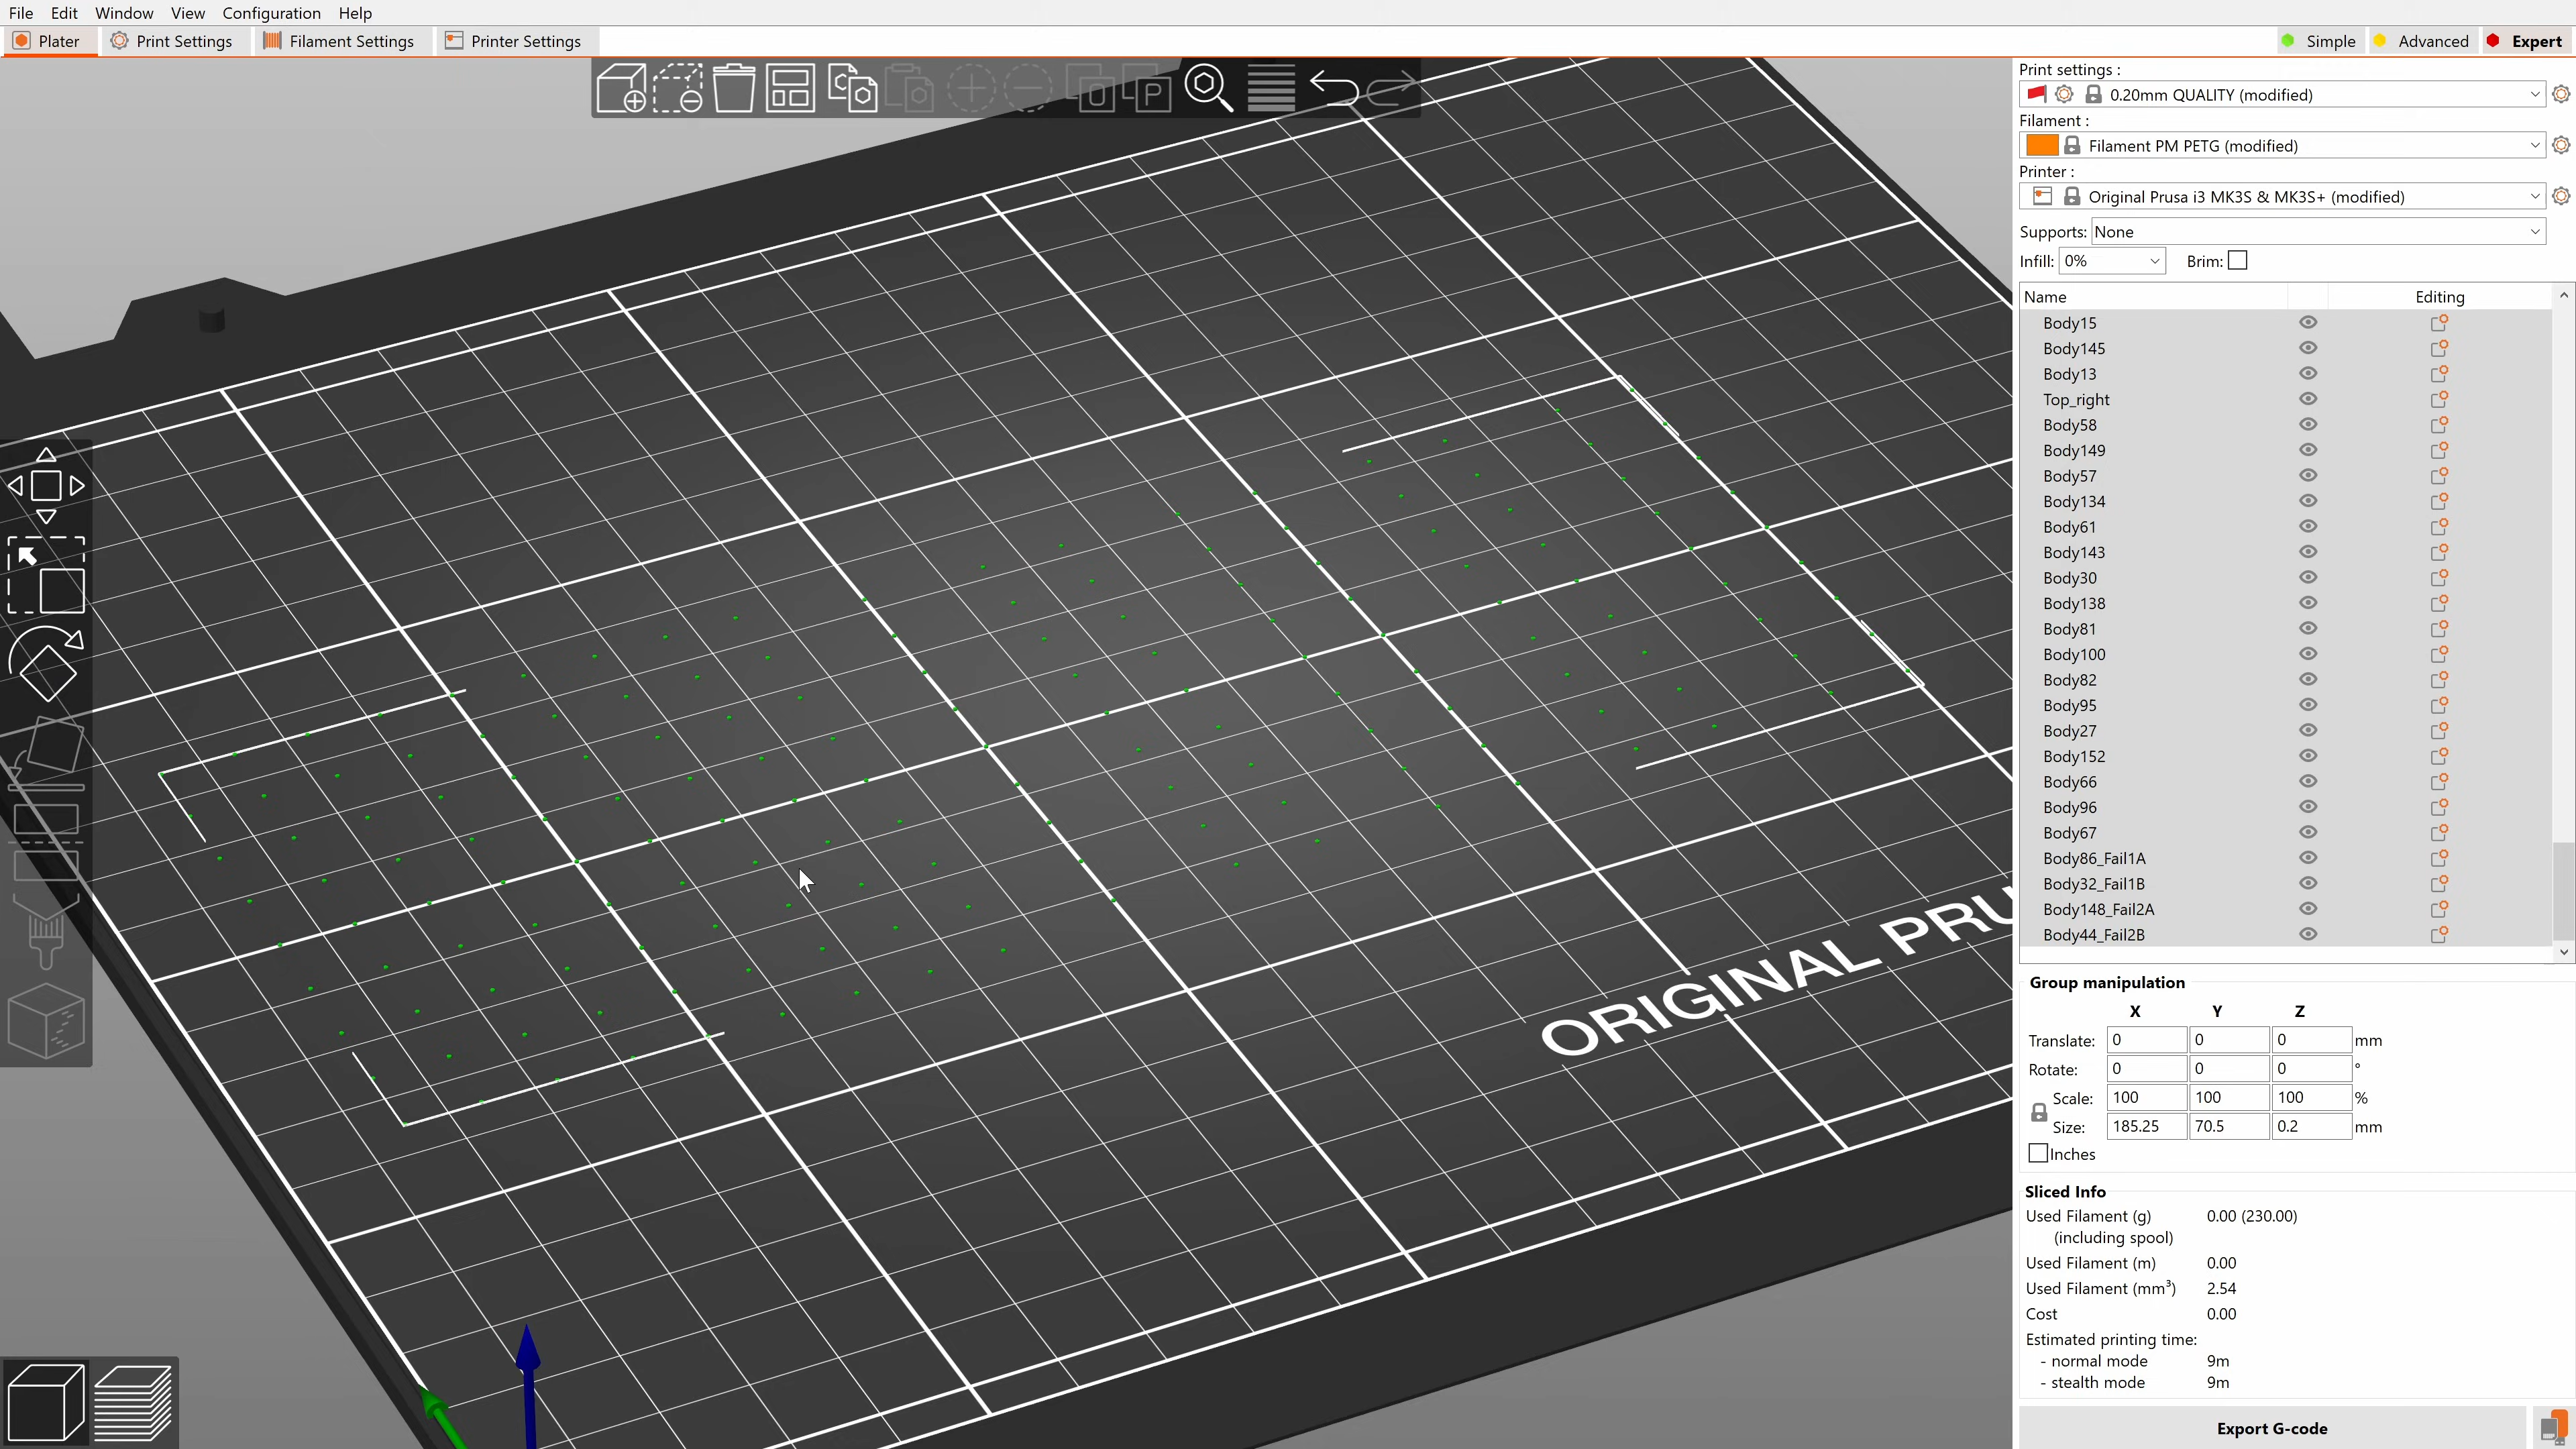 File Edit Window View Configuration Help
Plater Print Settings Filament Settings Printer Settings Simple Advanced Expert
Print settings :
0.20mm QUALITY (modified)
Filament :
Filament PM PETG (modified)
Printer :
Original Prusa i3 MK3S & MK3S+ (modified)
Supports: None
Infill: 0% Brim:
Name Editing
Body15
Body145
Body13
Top_right
Body58
Body149
Body57
Body134
Body61
Body143
Body30
Body138
Body81
Body100
Body82
Body95
Body27
Body152
Body66
Body96
Body67
Body86_Fail1A
Body32_Fail1B
Body148_Fail2A
Body44_Fail2B
ORIGINAL PRU
Group manipulation
X Y Z
Translate: 0 0 0 mm
Rotate: 0 0 0 °
Scale: 100 100 100 %
Size: 185.25 70.5 0.2 mm
Inches
Sliced Info
Used Filament (g) 0.00 (230.00)
(including spool)
Used Filament (m) 0.00
Used Filament (mm³) 2.54
Cost 0.00
Estimated printing time:
- normal mode 9m
- stealth mode 9m
Export G-code